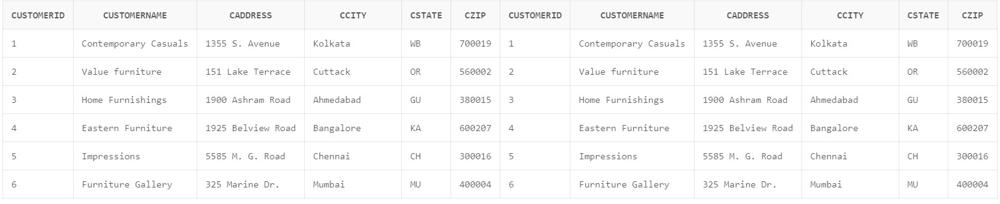 CUSTOMERID CUSTOMERNAME CADDRESS CCITY CSTATE CZIP CUSTOMERID CUSTOMERNAME CADDRESS CCITY CSTATE CZIP
1 Contemporary Casuals 1355 S. Avenue Kolkata WB 700019 1 Contemporary Casuals 1355 S. Avenue Kolkata WB 700019
2 Value furniture 151 Lake Terrace Cuttack OR 560002 2 Value furniture 151 Lake Terrace Cuttack OR 560002
3 Home Furnishings 1900 Ashram Road Ahmedabad GU 380015 3 Home Furnishings 1900 Ashram Road Ahmedabad GU 380015
4 Eastern Furniture 1925 Belview Road Bangalore KA 600207 4 Eastern Furniture 1925 Belview Road Bangalore KA 600207
5 Impressions 5585 M. G. Road Chennai CH 300016 5 Impressions 5585 M. G. Road Chennai CH 300016
6 Furniture Gallery 325 Marine Dr. Mumbai MU 400004 6 Furniture Gallery 325 Marine Dr. Mumbai MU 400004